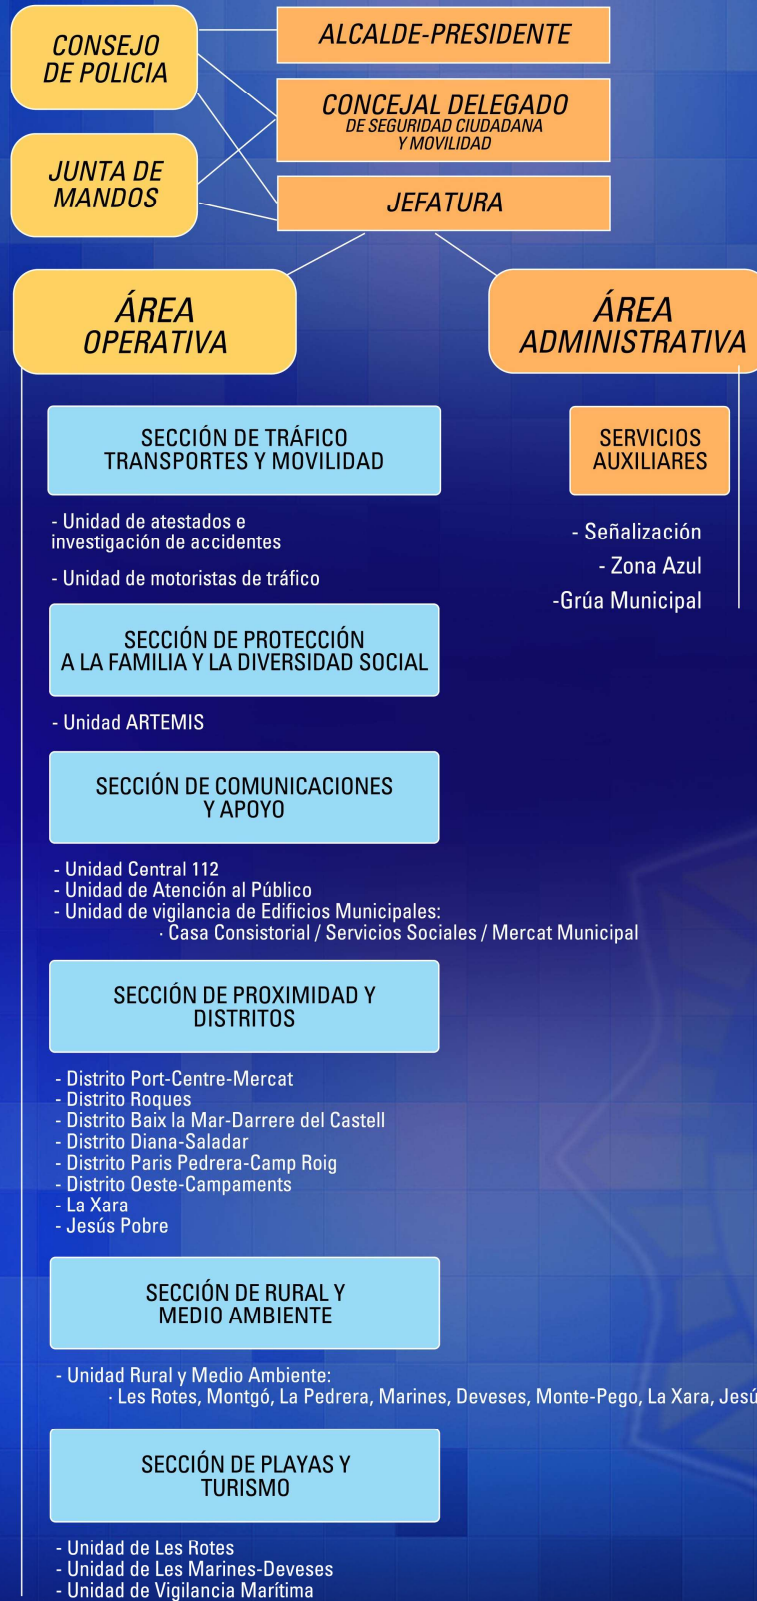 CONSEJO
DE POLICIA
ALCALDE-PRESIDENTE
CONCEJAL DELEGADO
DE SEGURIDAD CIUDADANA
Y MOVILIDAD
JUNTA DE
MANDOS
JEFATURA
ÁREA
OPERATIVA
ÁREA
ADMINISTRATIVA
SECCIÓN DE TRÁFICO
TRANSPORTES Y MOVILIDAD
- Unidad de atestados e
investigación de accidentes
- Unidad de motoristas de tráfico
SERVICIOS
AUXILIARES
- Señalización
- Zona Azul
-Grúa Municipal
SECCIÓN DE PROTECCIÓN
A LA FAMILIA Y LA DIVERSIDAD SOCIAL
- Unidad ARTEMIS
SECCIÓN DE COMUNICACIONES
Y APOYO
- Unidad Central 112
- Unidad de Atención al Público
- Unidad de vigilancia de Edificios Municipales:
· Casa Consistorial / Servicios Sociales / Mercat Municipal
SECCIÓN DE PROXIMIDAD Y
DISTRITOS
- Distrito Port-Centre-Mercat
- Distrito Roques
- Distrito Baix la Mar-Darrere del Castell
- Distrito Diana-Saladar
- Distrito Paris Pedrera-Camp Roig
- Distrito Oeste-Campaments
- La Xara
- Jesús Pobre
SECCIÓN DE RURAL Y
MEDIO AMBIENTE
- Unidad Rural y Medio Ambiente:
· Les Rotes, Montgó, La Pedrera, Marines, Deveses, Monte-Pego, La Xara, Jesú
SECCIÓN DE PLAYAS Y
TURISMO
- Unidad de Les Rotes
- Unidad de Les Marines-Deveses
- Unidad de Vigilancia Marítima